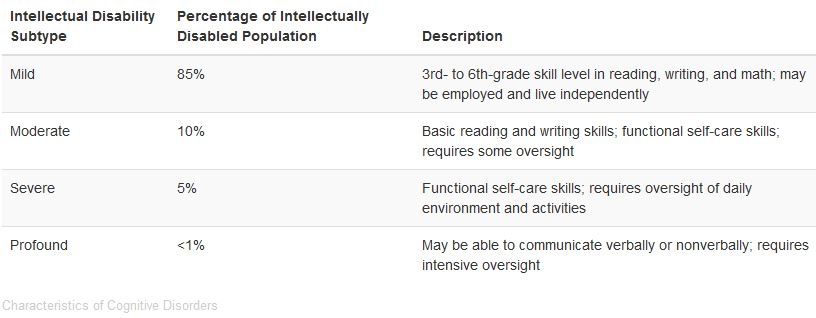 Intellectual Disability Percentage of Intellectually
Subtype Disabled Population Description
Mild 85% 3rd- to 6th-grade skill level in reading, writing, and math; may
be employed and live independently
Moderate 10% Basic reading and writing skills; functional self-care skills;
requires some oversight
Severe 5% Functional self-care skills; requires oversight of daily
environment and activities
Profound <1% May be able to communicate verbally or nonverbally; requires
intensive oversight
Characteristics of Cognitive Disorders